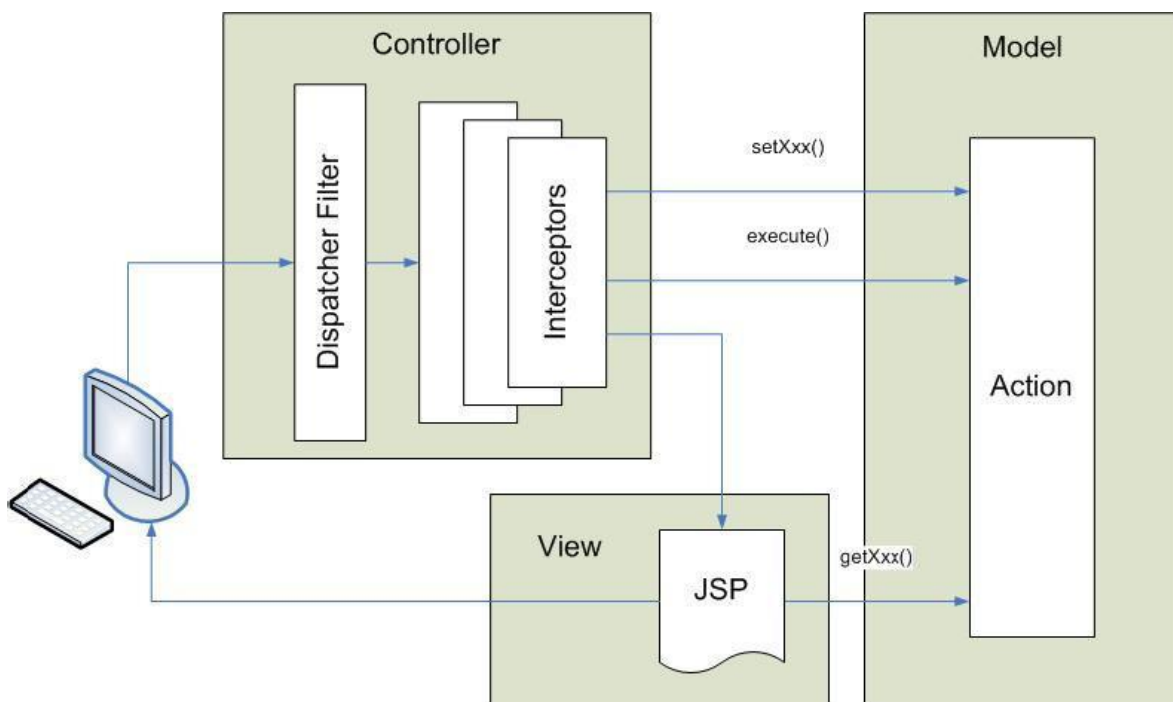 Controller
Model
Dispatcher Filter
Interceptors
setXxx()
execute()
Action
View
JSP
getXxx()